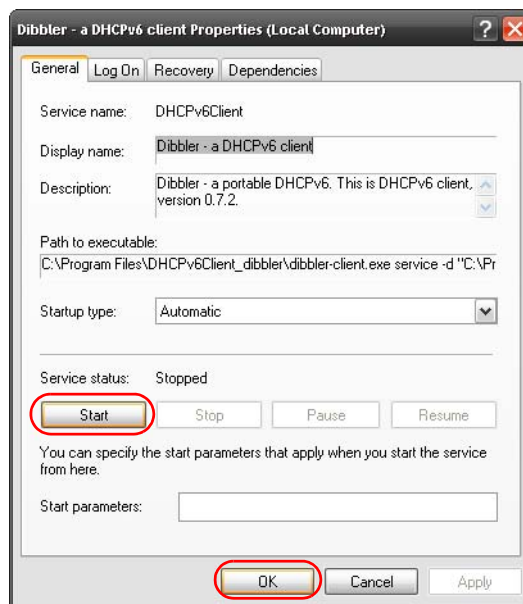 Dibbler - a DHCPv6 client Properties (Local Computer)
General Log On Recovery Dependencies
Service name: DHCPv6Client
Display name: Dibbler - a DHCPv6 client
Description: Dibbler - a portable DHCPv6. This is DHCPv6 client,
version 0.7.2.
Path to executable:
C:\Program Files\DHCPv6Client_dibbler\dibbler-client.exe service -d "C:\Pr
Startup type: Automatic
Service status: Stopped
Start Stop Pause Resume
You can specify the start parameters that apply when you start the service
from here.
Start parameters:
OK Cancel Apply